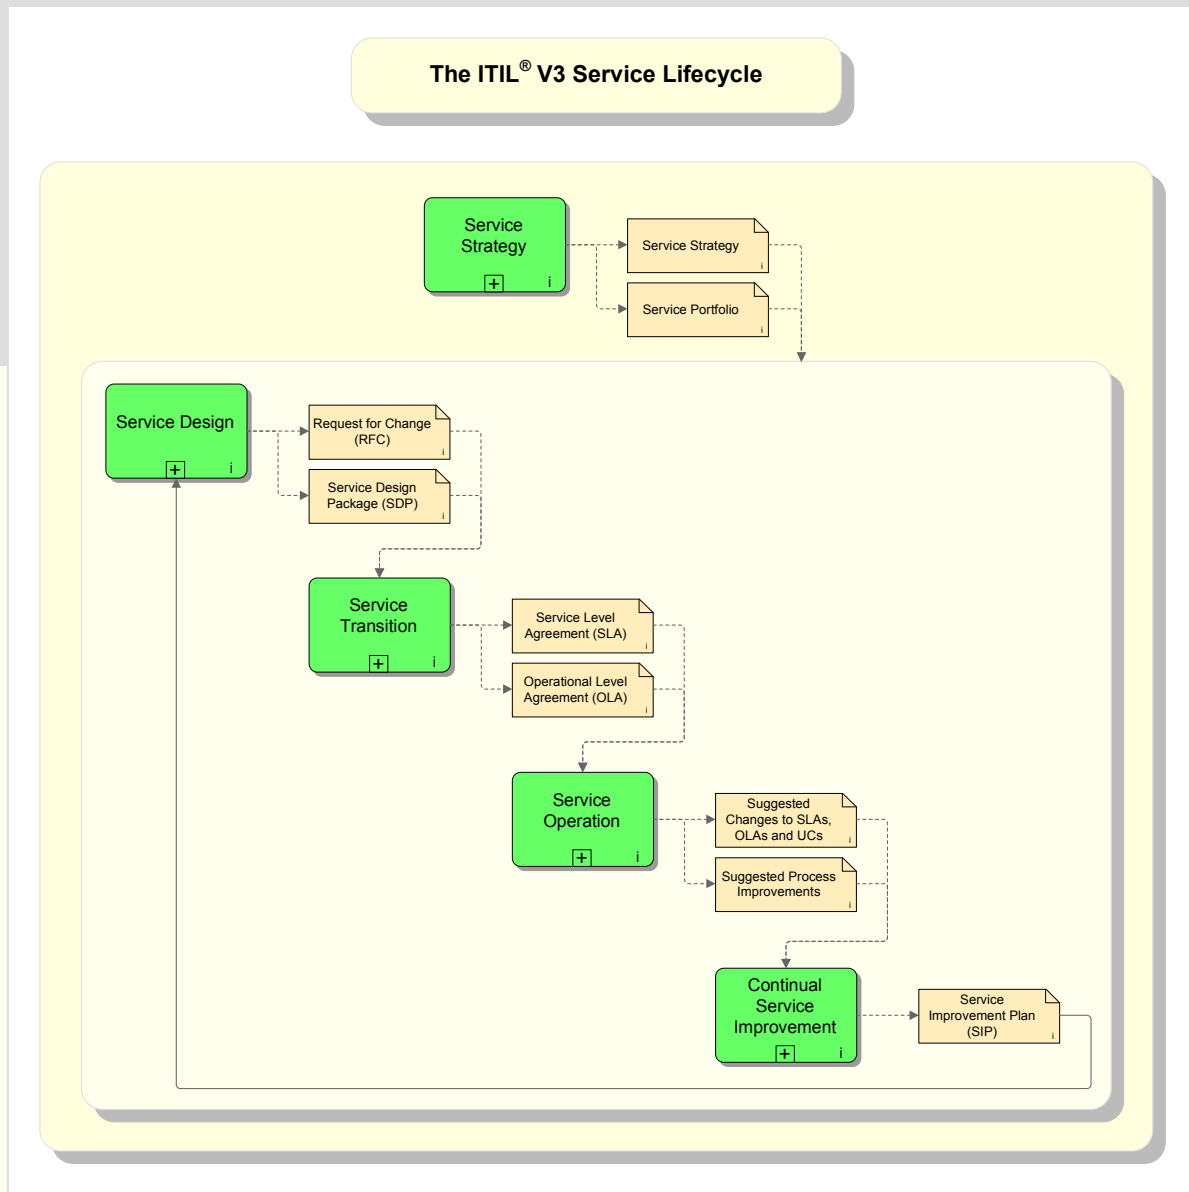 The ITIL® V3 Service Lifecycle
Service
Strategy
i
Service Strategy
i
Service Portfolio
i
Service Design
i
Request for Change
(RFC)
i
Service Design
Package (SDP)
i
Service
Transition
i
Service Level
Agreement (SLA)
i
Operational Level
Agreement (OLA)
i
Service
Operation
i
Suggested
Changes to SLAs,
OLAs and UCs
i
Suggested Process
Improvements
i
Continual
Service
Improvement
i
Service
Improvement Plan
(SIP)
i